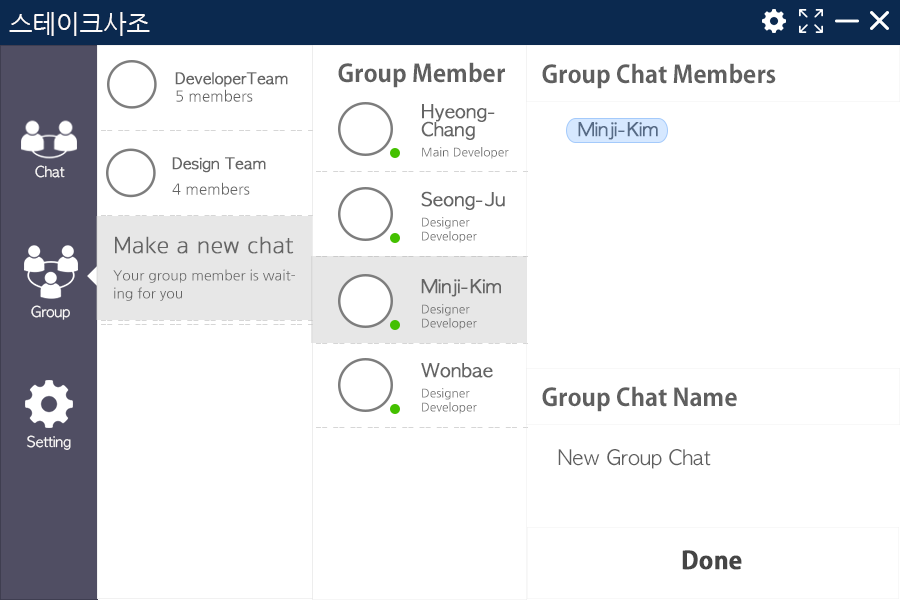 스테이크사조
Chat
Group
Setting
DeveloperTeam
5 members
Design Team
4 members
Make a new chat
Your group member is wait-
ing for you
Group Member
Hyeong-
Chang
Main Developer
Seong-Ju
Designer
Developer
Minji-Kim
Designer
Developer
Wonbae
Designer
Developer
Group Chat Members
Minji-Kim
Group Chat Name
New Group Chat
Done